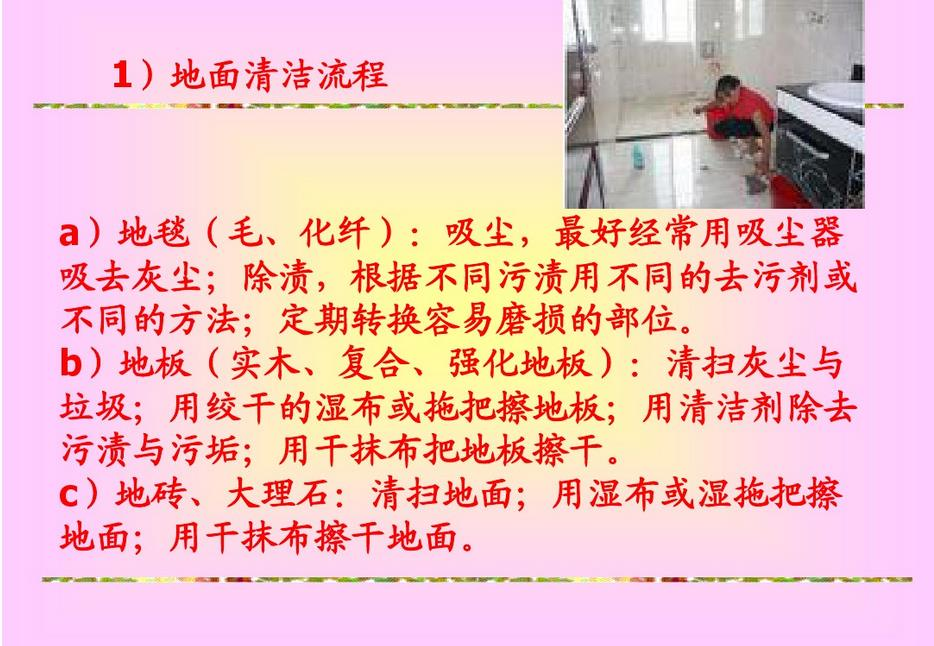 1）地面清洁流程
a）地毯（毛、化纤）：吸尘，最好经常用吸尘器
吸去灰尘；除渍，根据不同污渍用不同的去污剂或
不同的方法；定期转换容易磨损的部位。
b）地板（实木、复合、强化地板）：清扫灰尘与
垃圾；用绞干的湿布或拖把擦地板；用清洁剂除去
污渍与污垢；用干抹布把地板擦干。
c）地砖、大理石：清扫地面；用湿布或湿拖把擦
地面；用干抹布擦干地面。